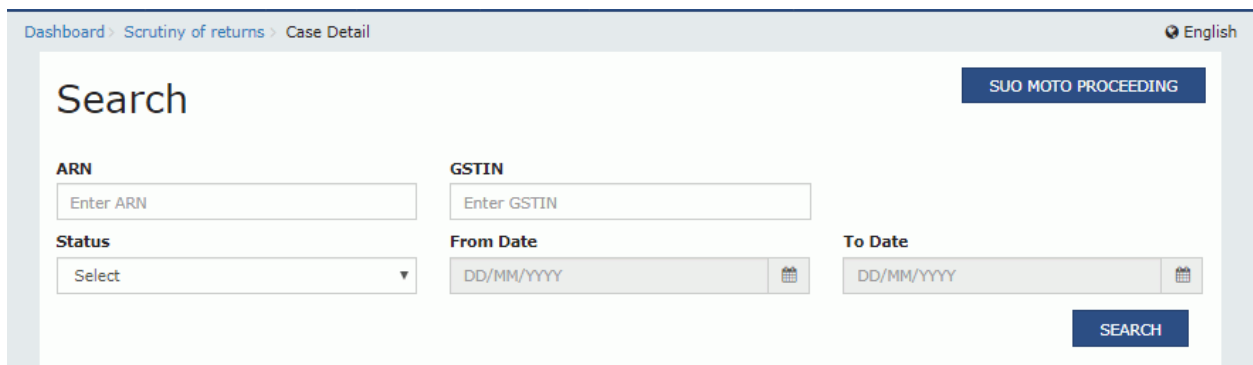 Dashboard > Scrutiny of returns > Case Detail
English
Search
SUO MOTO PROCEEDING
ARN
GSTIN
Enter ARN
Enter GSTIN
Status
From Date
To Date
Select
DD/MM/YYYY
DD/MM/YYYY
SEARCH